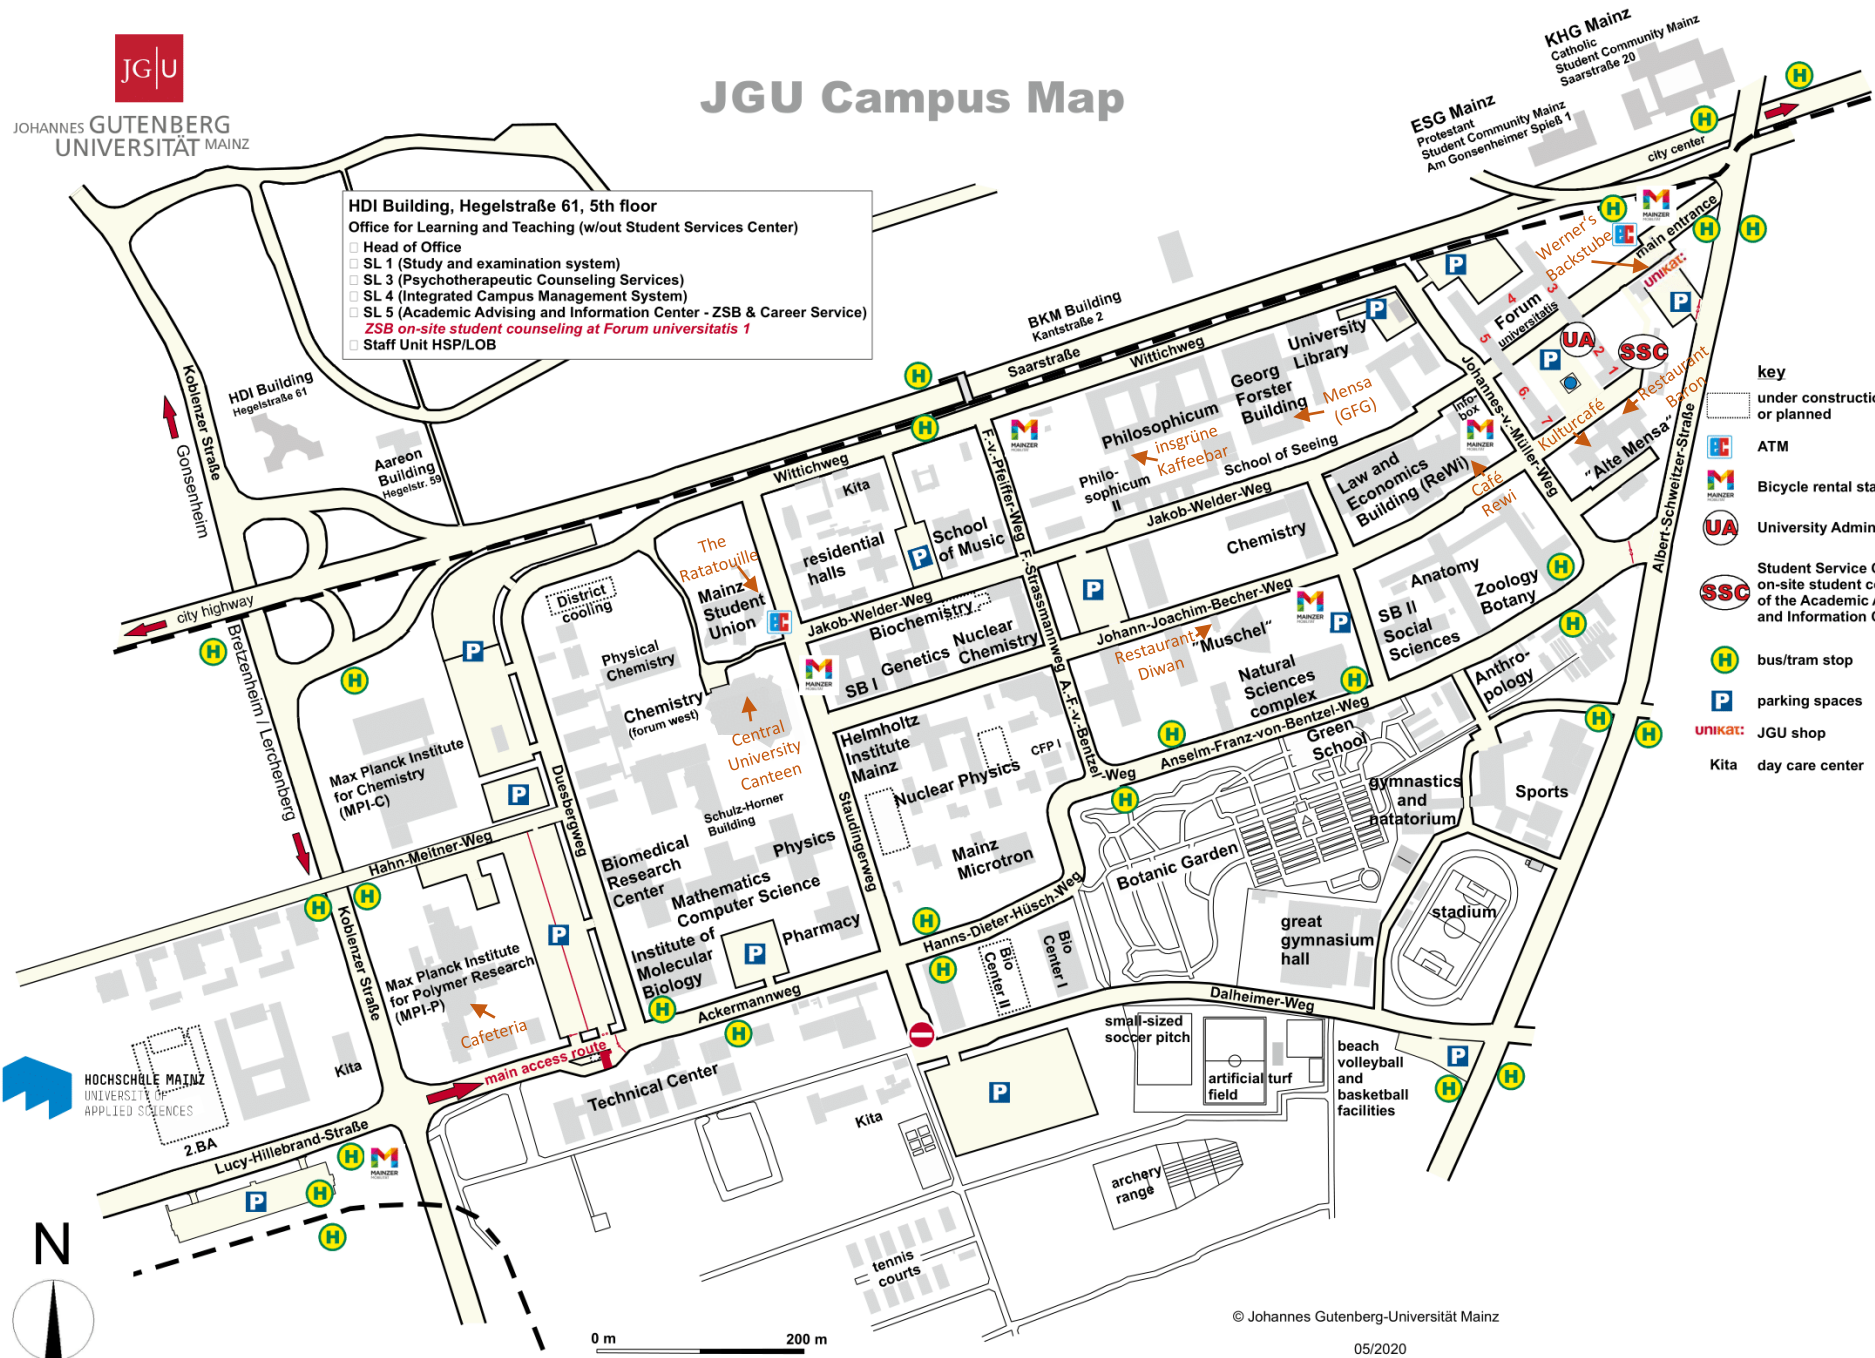 JGU Campus Map
JG|U
JOHANNES GUTENBERG
UNIVERSITÄT MAINZ
HDI Building, Hegelstraße 61, 5th floor
Office for Learning and Teaching (w/out Student Services Center)
Head of Office
SL 1 (Study and examination system)
SL 3 (Psychotherapeutic Counseling Services)
SL 4 (Integrated Campus Management System)
SL 5 (Academic Advising and Information Center - ZSB & Career Service)
ZSB on-site student counseling at Forum universitatis 1
Staff Unit HSP/LOB
KHG Mainz
Catholic
Student Community Mainz
Saarstraße 20
ESG Mainz
Protestant
Student Community Mainz
Am Gonsenheimer Spieß 1
city center
main entrance
Werner's
Backstube
unikat:
Forum
universitatis
1
2
3
4
5
6
7
UA
SSC
Restaurant
Baron
Kulturcafé
"Alte Mensa"
Info-
box
BKM Building
Kantstraße 2
Saarstraße
Wittichweg
University
Library
Georg
Forster
Building
Mensa
(GFG)
Philosophicum
insgrüne
Kaffeebar
Philo-
sophicum
II
School of Seeing
Jakob-Welder-Weg
Law and
Economics
Building (ReWi)
Café
Rewi
Johannes-v.-Müller-Weg
Albert-Schweitzer-Straße
HDI Building
Hegelstraße 61
Aareon
Building
Hegelstr. 59
Koblenzer Straße
Gonsenheim
city highway
Bretzenheim / Lerchenberg
Wittichweg
Kita
residential
halls
School
of Music
F.-v.-Pfeiffer-Weg
F.-Strassmannweg
Jakob-Welder-Weg
Chemistry
Anatomy
Zoology
Botany
SB II
Social
Sciences
Anthro-
pology
Johann-Joachim-Becher-Weg
Restaurant
Diwan
"Muschel"
Natural
Sciences
complex
Anselm-Franz-von-Bentzel-Weg
A.-F.-v.-Bentzel
-Weg
Green
School
The
Ratatouille
Mainz
Student
Union
District
cooling
Physical
Chemistry
Chemistry
(forum west)
Central
University
Canteen
Biochemistry
Nuclear
Chemistry
Genetics
SB I
Helmholtz
Institute
Mainz
Nuclear Physics
CFP I
Mainz
Microtron
Staudingerweg
Duesbergweg
Schulz-Horner
Building
Physics
Biomedical
Research
Center
Mathematics
Computer Science
Institute of
Molecular
Biology
Pharmacy
Max Planck Institute
for Chemistry
(MPI-C)
Hahn-Meitner-Weg
Koblenzer Straße
Max Planck Institute
for Polymer Research
(MPI-P)
Cafeteria
Ackermannweg
main access route
Technical Center
Kita
Kita
Hanns-Dieter-Hüsch-Weg
Bio
Center II
Bio
Center I
Botanic Garden
gymnastics
and
natatorium
Sports
stadium
great
gymnasium
hall
Dalheimer-Weg
small-sized
soccer pitch
artificial turf
field
beach
volleyball
and
basketball
facilities
archery
range
tennis
courts
HOCHSCHULE MAINZ
UNIVERSITY OF
APPLIED SCIENCES
2.BA
Lucy-Hillebrand-Straße
N
0 m 200 m
key
under constructio
or planned
ATM
MAINZER
Bicycle rental sta
UA University Admin
Student Service C
on-site student co
SSC of the Academic A
and Information C
H bus/tram stop
P parking spaces
unikat: JGU shop
Kita day care center
© Johannes Gutenberg-Universität Mainz
05/2020